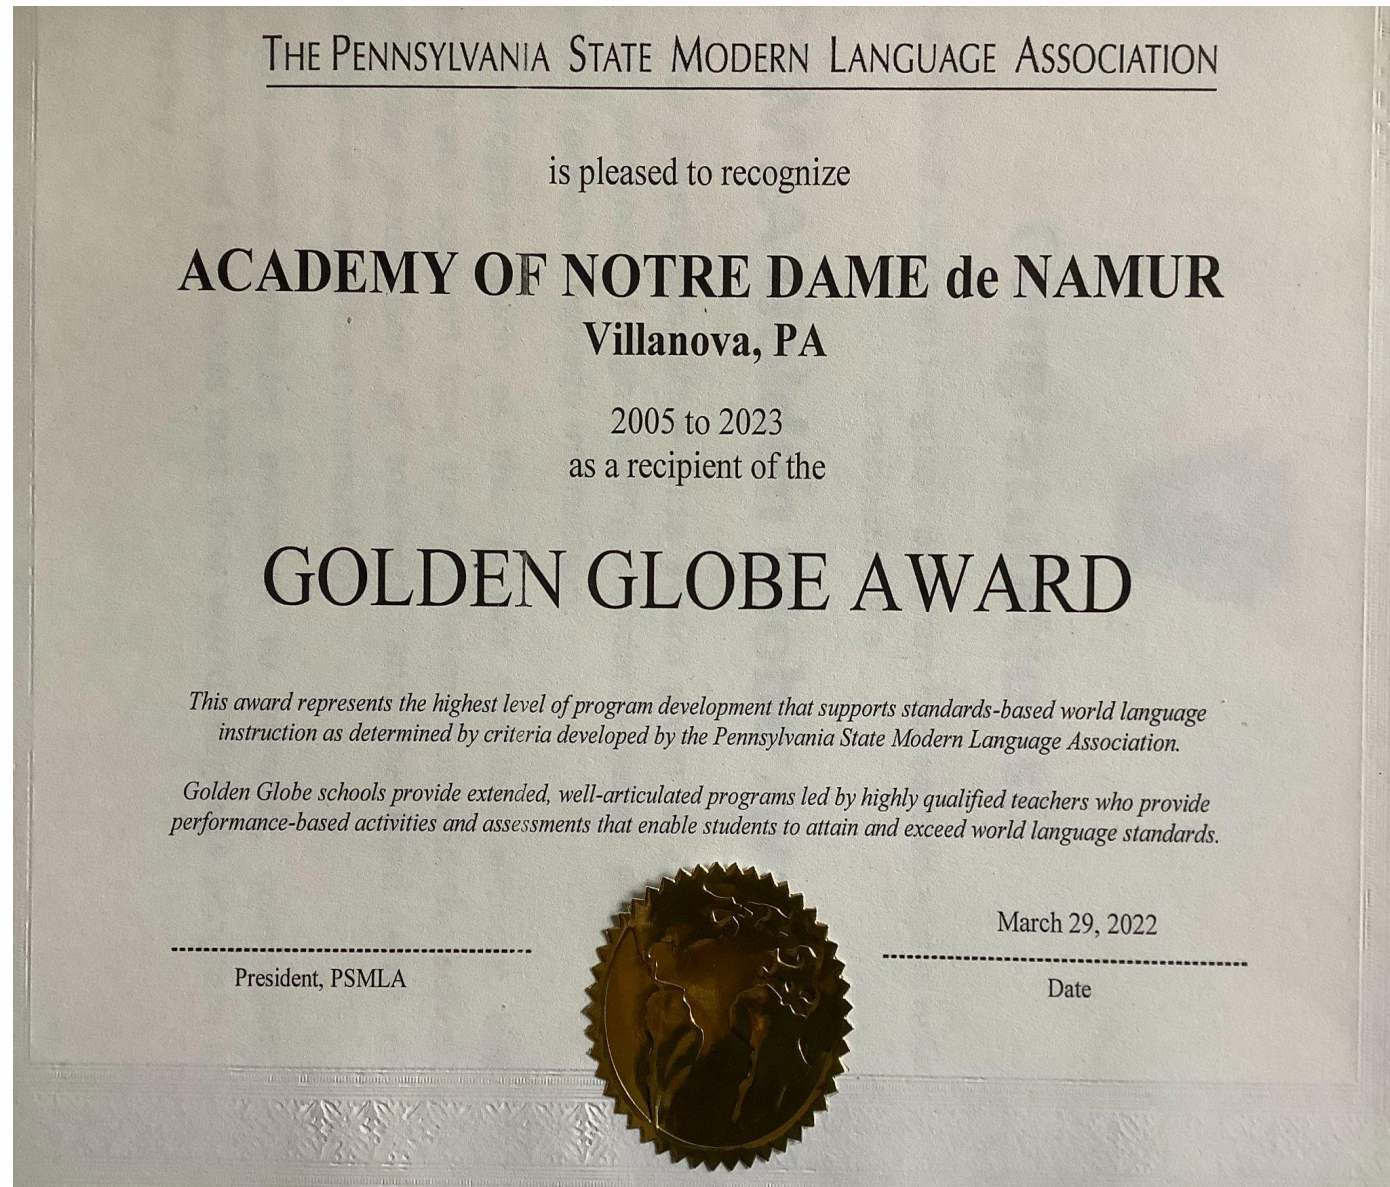 THE PENNSYLVANIA STATE MODERN LANGUAGE ASSOCIATION
is pleased to recognize
ACADEMY OF NOTRE DAME de NAMUR
Villanova, PA
2005 to 2023
as a recipient of the
GOLDEN GLOBE AWARD
This award represents the highest level of program development that supports standards-based world language
instruction as determined by criteria developed by the Pennsylvania State Modern Language Association.
Golden Globe schools provide extended, well-articulated programs led by highly qualified teachers who provide
performance-based activities and assessments that enable students to attain and exceed world language standards.
March 29, 2022
President, PSMLA
Date